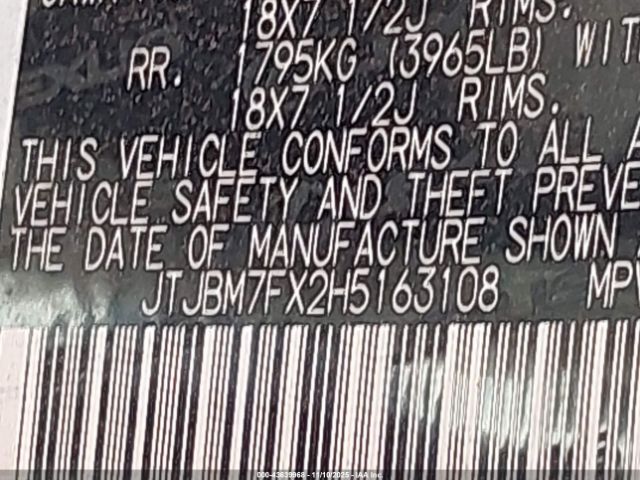 18X7 1/2J RIMS.
RR. 1795KG (3965LB) WIT
18X7 1/2J RIMS.
THIS VEHICLE CONFORMS TO ALL A
VEHICLE SAFETY AND THEFT PREVE
THE DATE OF MANUFACTURE SHOWN
JTJBM7FX2H5163108 MP
000-43639968 - 11/10/2025 - IAA Inc.